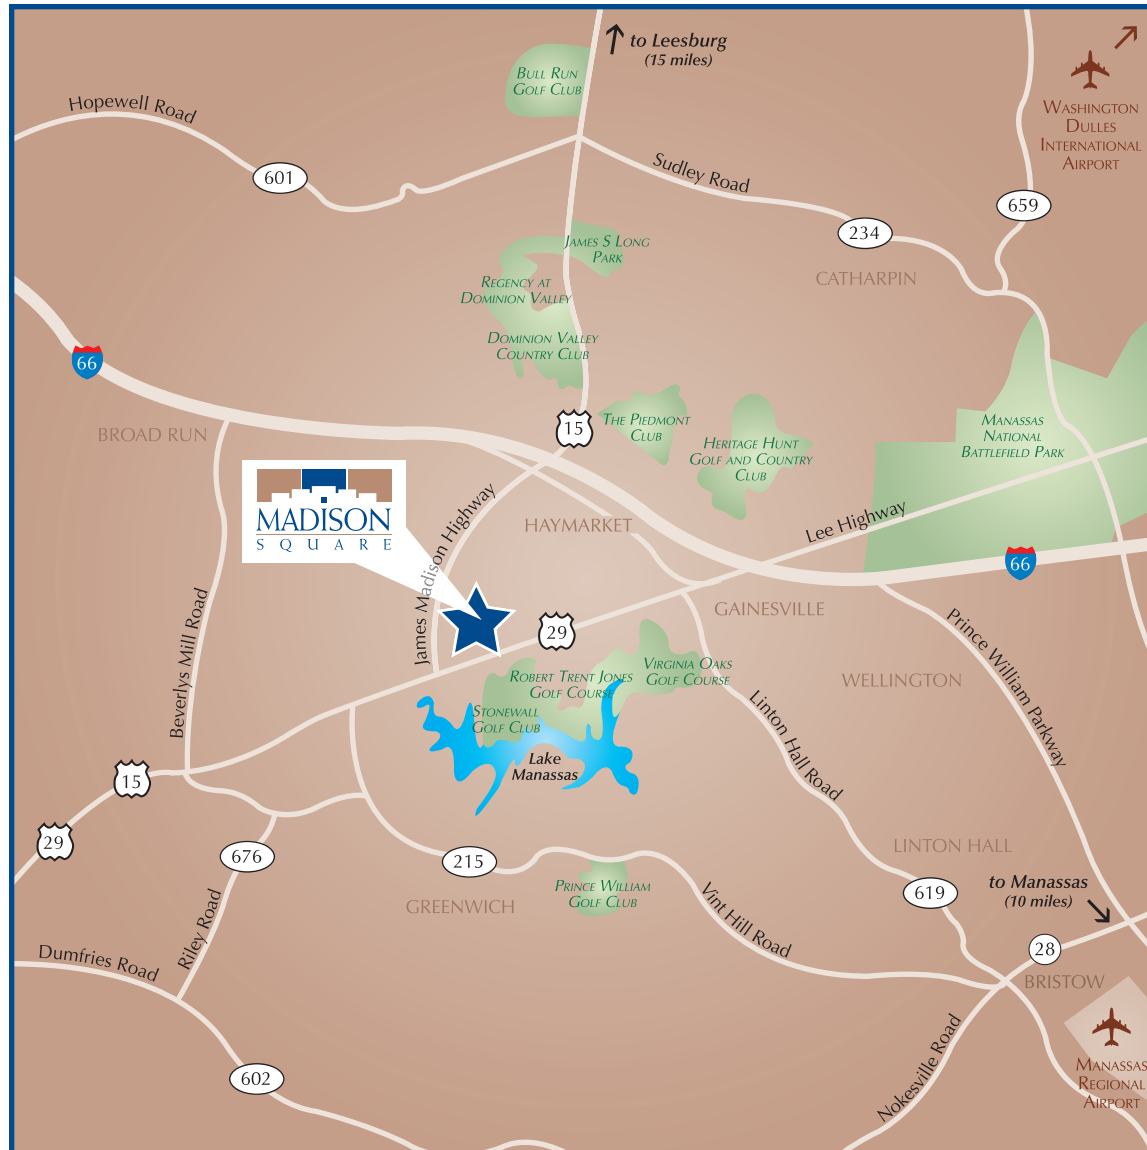 to Leesburg
(15 miles)
Bull Run
Golf Club
Washington
Dulles
International
Airport
Hopewell Road
601
Sudley Road
659
234
James S Long
Park
Catharpin
Regency at
Dominion Valley
Dominion Valley
Country Club
66
Broad Run
15
The Piedmont
Club
Heritage Hunt
Golf and Country
Club
Manassas
National
Battlefield Park
MADISON
SQUARE
James Madison Highway
Haymarket
Lee Highway
66
Gainesville
29
Beverlys Mill Road
Prince William Parkway
Robert Trent Jones
Golf Course
Virginia Oaks
Golf Course
Wellington
Stonewall
Golf Club
Linton Hall Road
Lake
Manassas
15
29
676
215
Linton Hall
619
to Manassas
(10 miles)
Prince William
Golf Club
Greenwich
Vint Hill Road
Riley Road
Dumfries Road
28
Bristow
Nokesville Road
602
Manassas
Regional
Airport